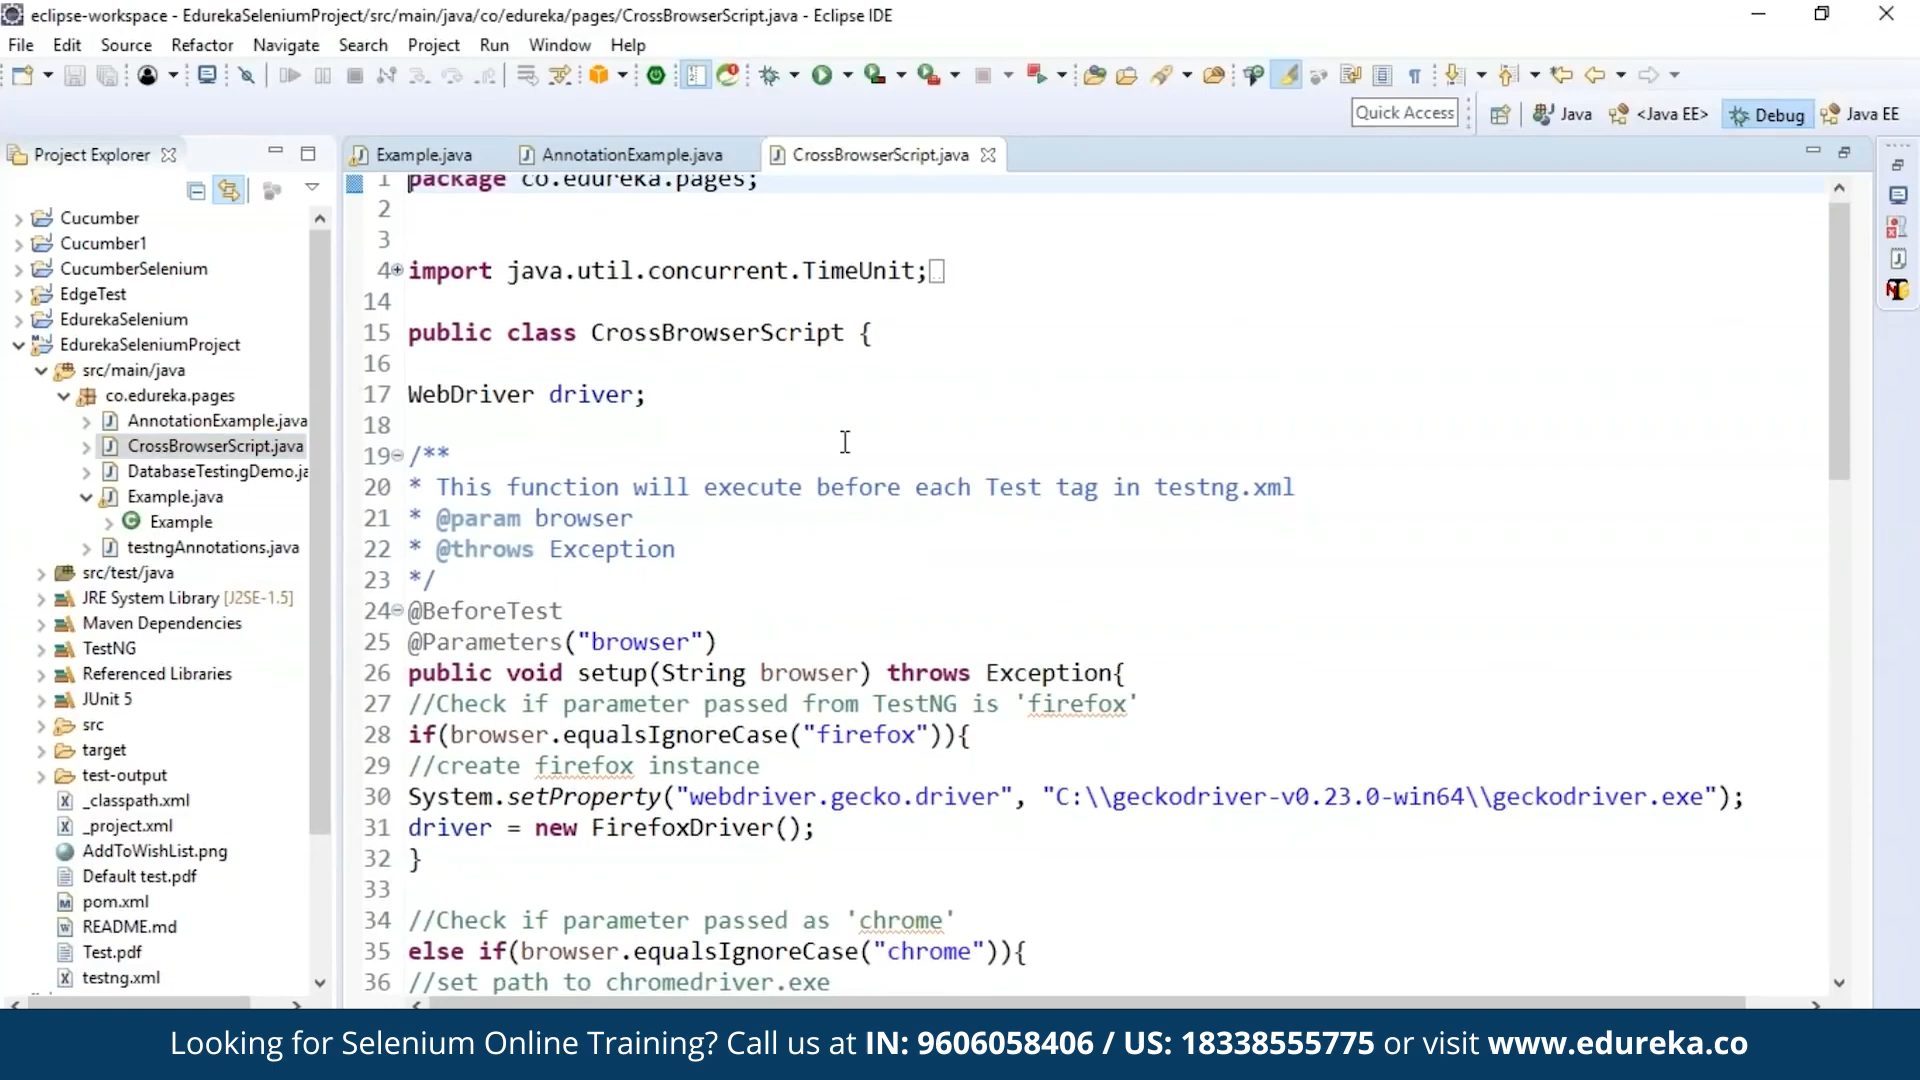 eclipse-workspace - EdurekaSeleniumProject/src/main/java/co/edureka/pages/CrossBrowserScript.java - Eclipse IDE
File Edit Source Refactor Navigate Search Project Run Window Help
Quick Access Java <Java EE> Debug Java EE
Project Explorer
Example.java AnnotationExample.java CrossBrowserScript.java
Cucumber
Cucumber1
CucumberSelenium
EdgeTest
EdurekaSelenium
EdurekaSeleniumProject
src/main/java
co.edureka.pages
AnnotationExample.java
CrossBrowserScript.java
DatabaseTestingDemo.ja
Example.java
Example
testngAnnotations.java
src/test/java
JRE System Library [J2SE-1.5]
Maven Dependencies
TestNG
Referenced Libraries
JUnit 5
src
target
test-output
_classpath.xml
_project.xml
AddToWishList.png
Default test.pdf
pom.xml
README.md
Test.pdf
testng.xml
1 package co.edureka.pages;
2
3
4 import java.util.concurrent.TimeUnit;
14
15 public class CrossBrowserScript {
16
17 WebDriver driver;
18
19 /**
20 * This function will execute before each Test tag in testng.xml
21 * @param browser
22 * @throws Exception
23 */
24 @BeforeTest
25 @Parameters("browser")
26 public void setup(String browser) throws Exception{
27 //Check if parameter passed from TestNG is 'firefox'
28 if(browser.equalsIgnoreCase("firefox")){
29 //create firefox instance
30 System.setProperty("webdriver.gecko.driver", "C:\\geckodriver-v0.23.0-win64\\geckodriver.exe");
31 driver = new FirefoxDriver();
32 }
33
34 //Check if parameter passed as 'chrome'
35 else if(browser.equalsIgnoreCase("chrome")){
36 //set path to chromedriver.exe
Looking for Selenium Online Training? Call us at IN: 9606058406 / US: 18338555775 or visit www.edureka.co